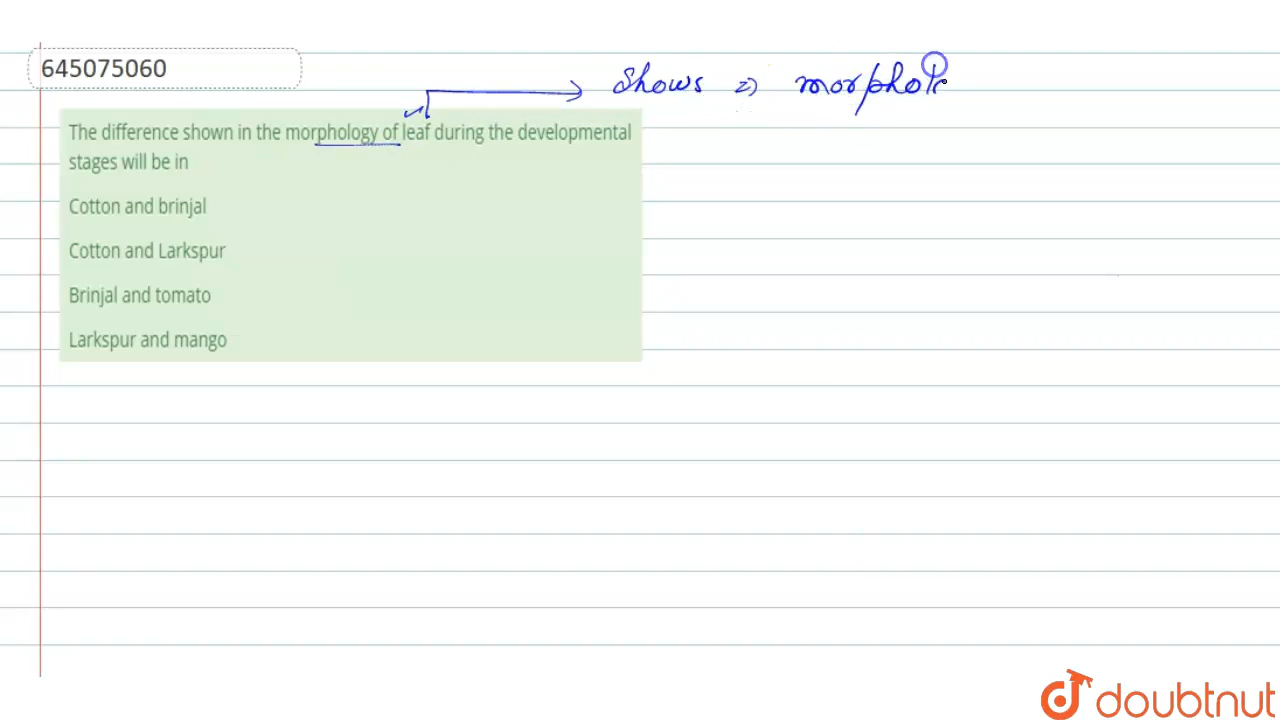 645075060
Shows => morphol
The difference shown in the morphology of leaf during the developmental
stages will be in
Cotton and brinjal
Cotton and Larkspur
Brinjal and tomato
Larkspur and mango
doubtnut